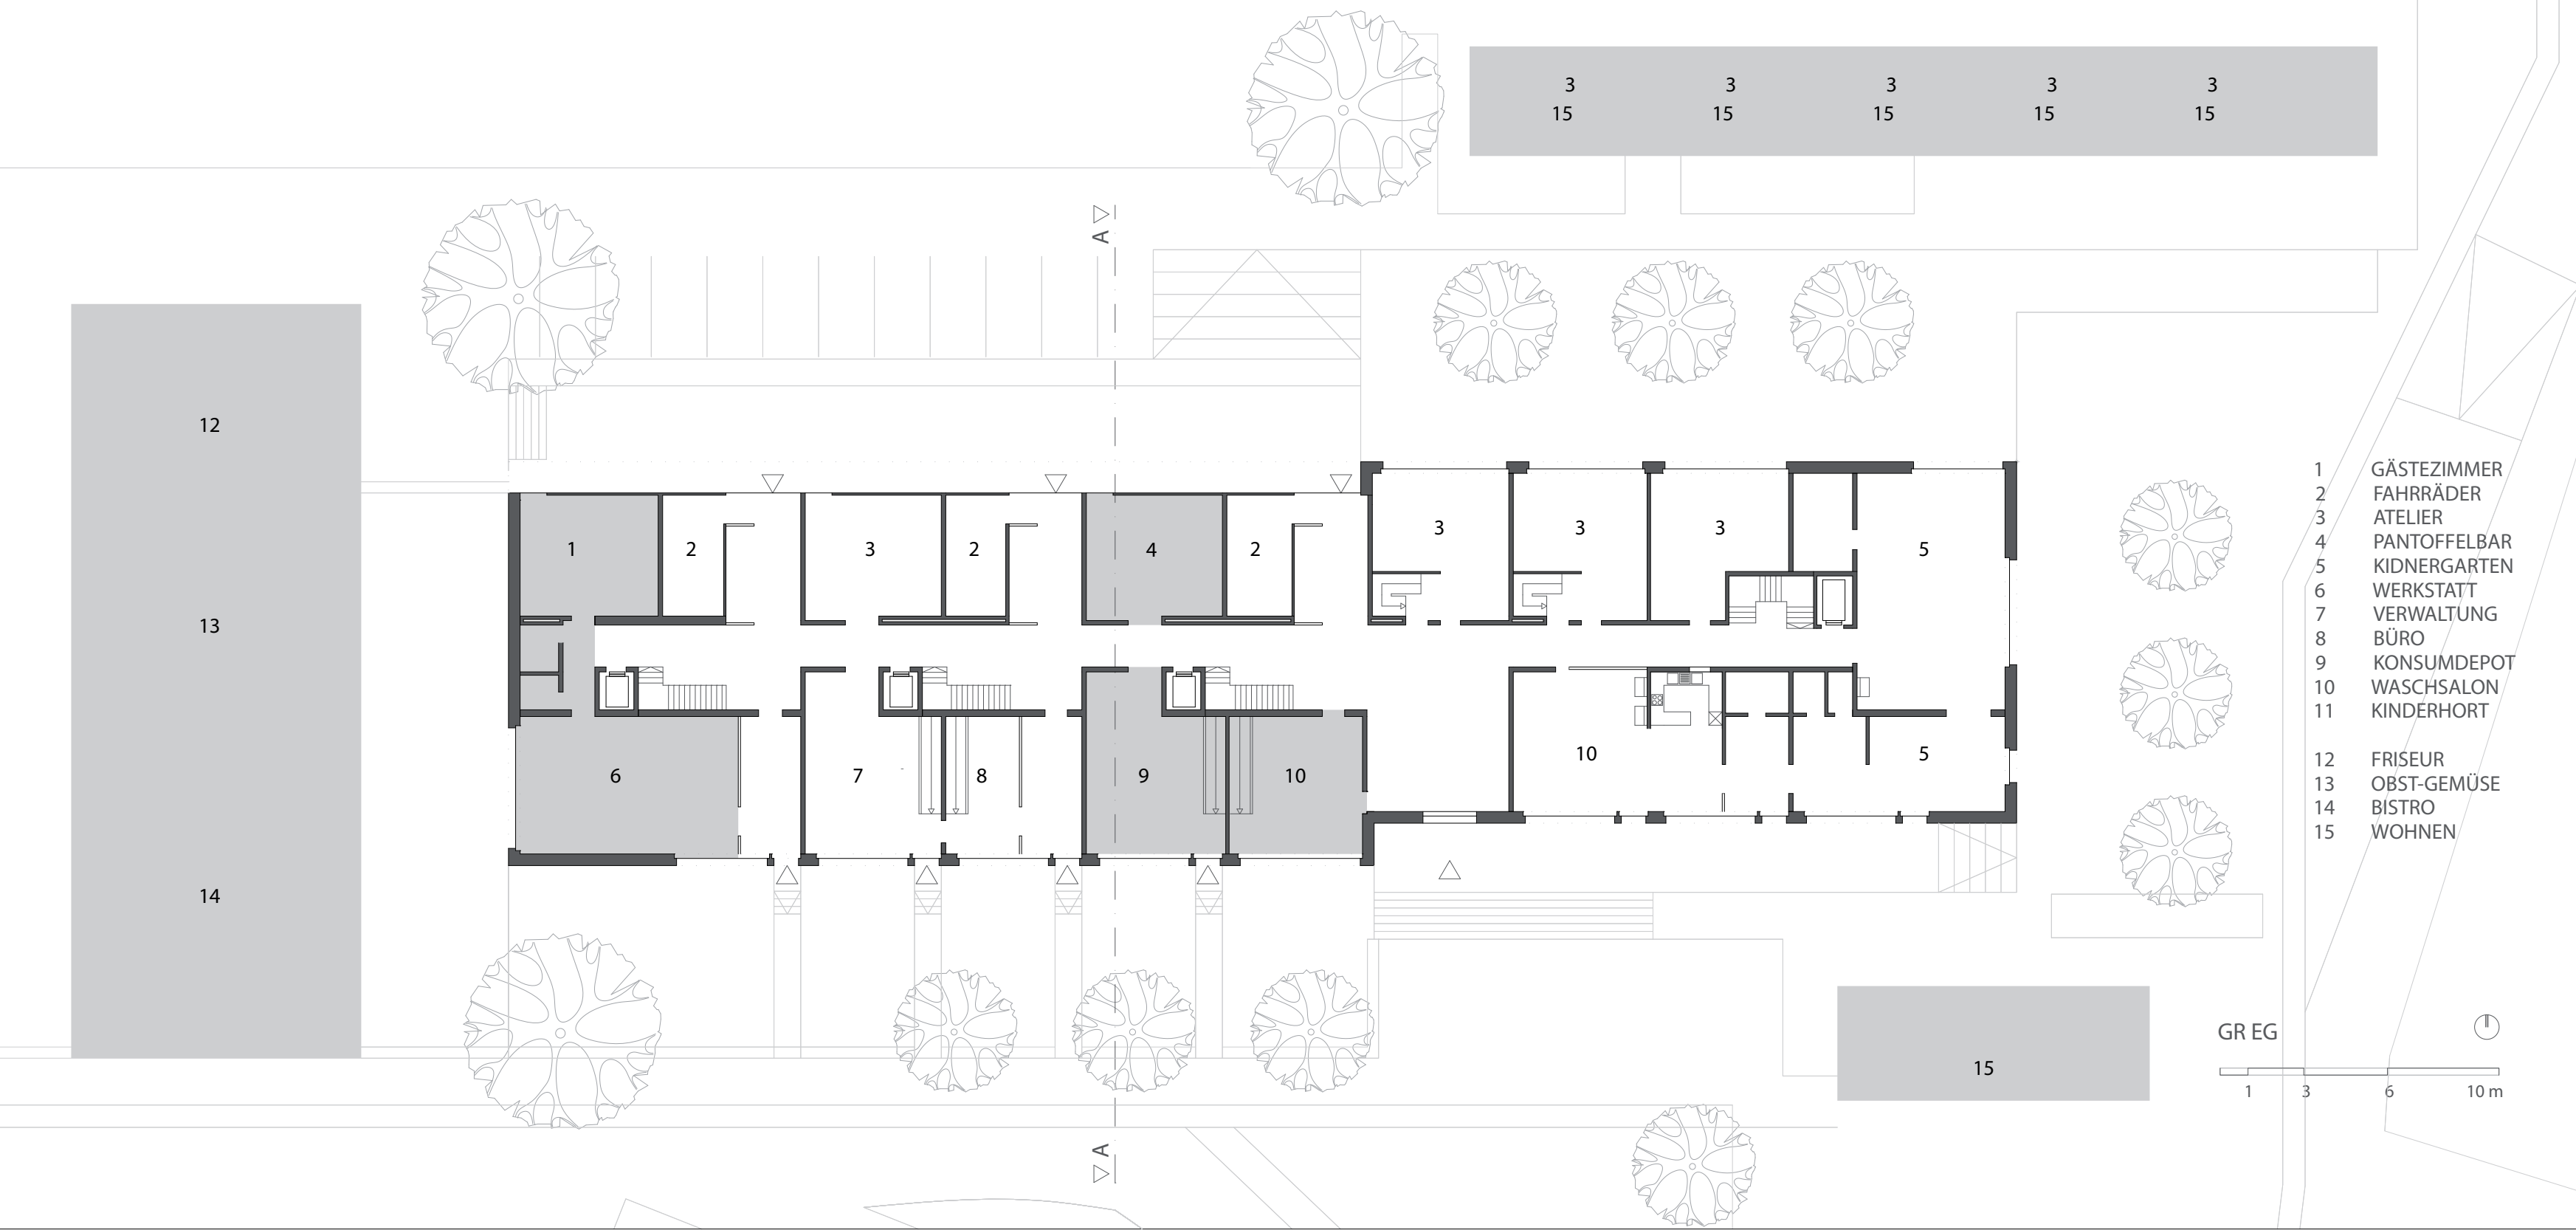 3 3 3 3 3
15 15 15 15 15
A
12
1 GÄSTEZIMMER
2 FAHRRÄDER
3 ATELIER
4 PANTOFFELBAR
5 KIDNERGARTEN
6 WERKSTATT
7 VERWALTUNG
8 BÜRO
9 KONSUMDEPOT
10 WASCHSALON
11 KINDERHORT
12 FRISEUR
13 OBST-GEMÜSE
14 BISTRO
15 WOHNEN
3 3 3
1 2 3 2 4 2 5
13
10 5
6 7 8 9 10
14
GR EG
15
1 3 6 10 m
A